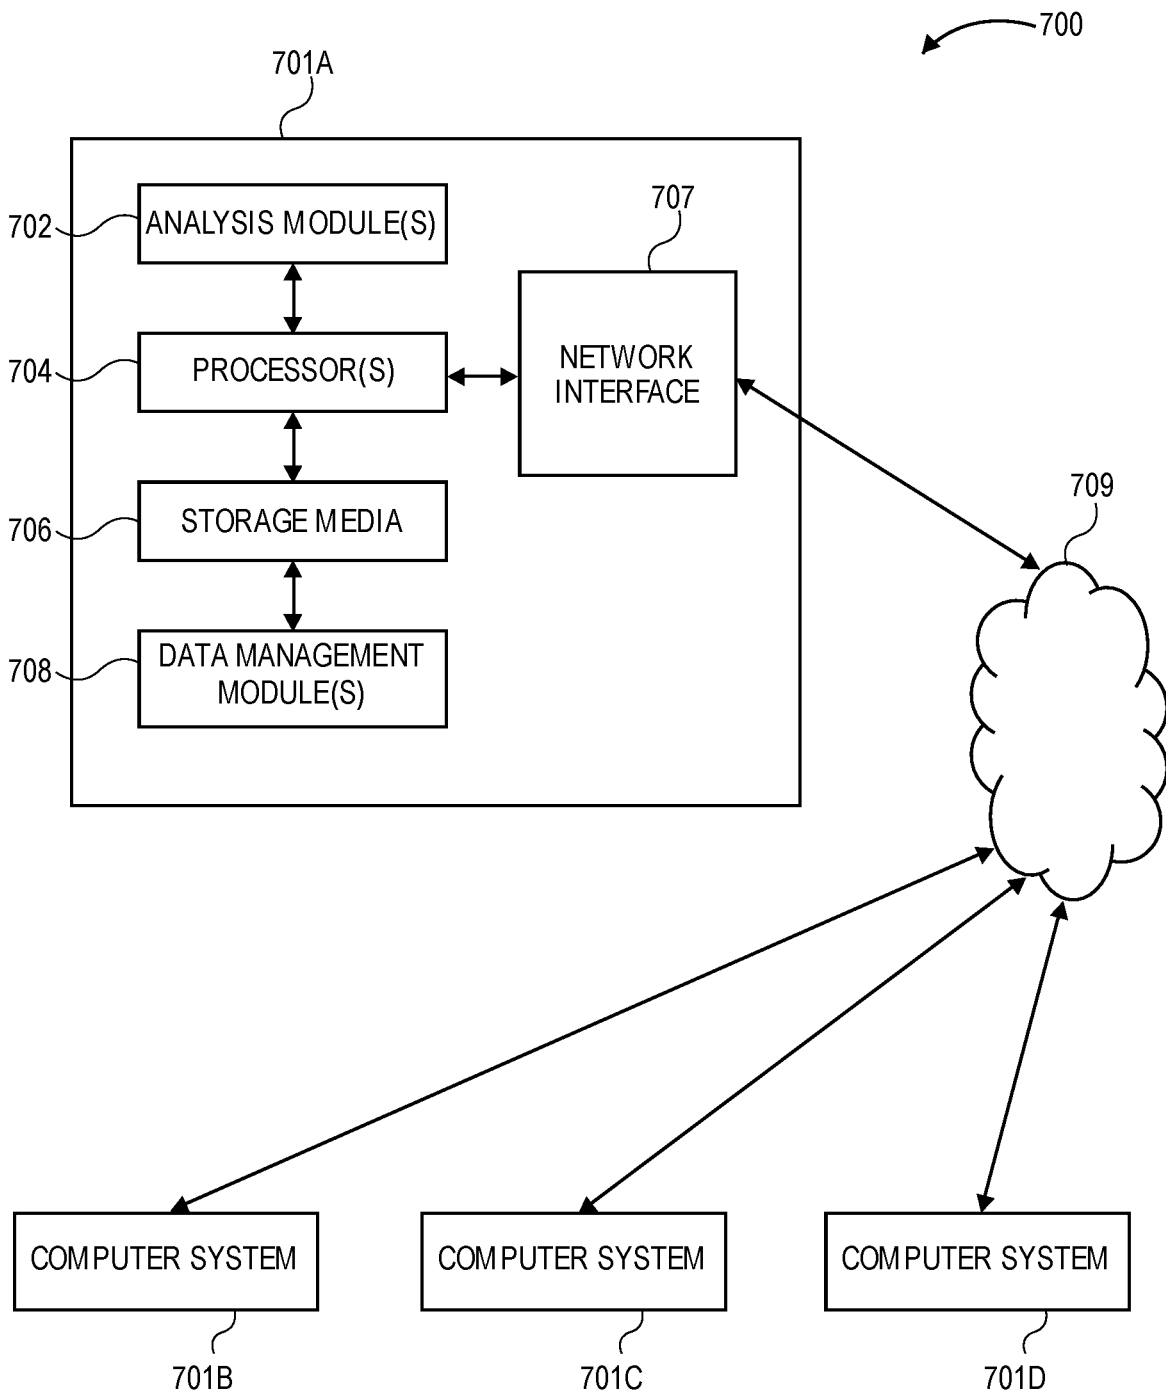 700
701A
707
702
ANALYSIS MODULE(S)
704
PROCESSOR(S)
NETWORK
INTERFACE
709
706
STORAGE MEDIA
708
DATA MANAGEMENT
MODULE(S)
COMPUTER SYSTEM
COMPUTER SYSTEM
COMPUTER SYSTEM
701B
701C
701D